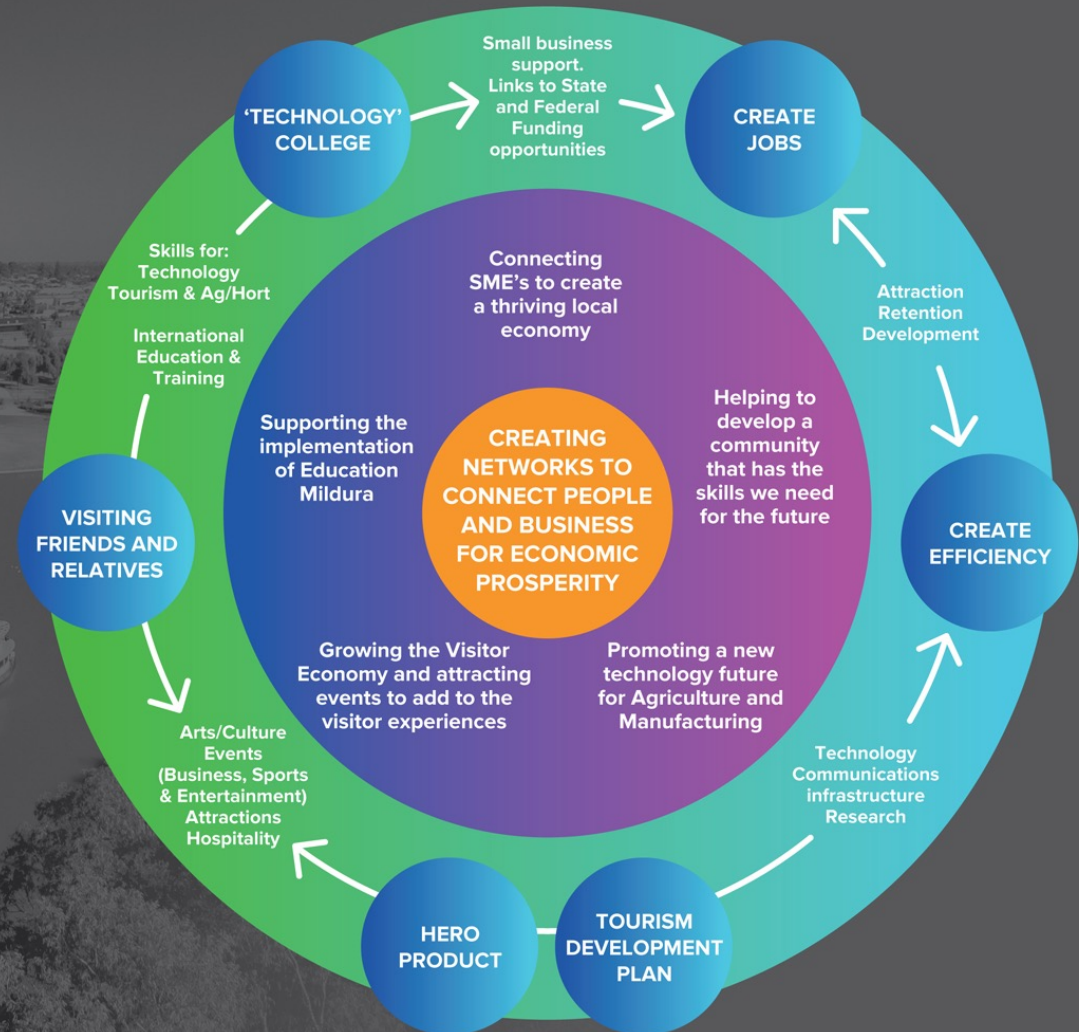 Small business
support.
Links to State
and Federal
Funding
opportunities
'TECHNOLOGY'
COLLEGE
CREATE
JOBS
Skills for:
Technology
Tourism & Ag/Hort
International
Education &
Training
Attraction
Retention
Development
VISITING
FRIENDS AND
RELATIVES
CREATE
EFFICIENCY
Arts/Culture
Events
(Business, Sports
& Entertainment)
Attractions
Hospitality
Technology
Communications
infrastructure
Research
HERO
PRODUCT
TOURISM
DEVELOPMENT
PLAN
Connecting
SME's to create
a thriving local
economy
Supporting the
implementation
of Education
Mildura
Helping to
develop a
community
that has the
skills we need
for the future
Growing the Visitor
Economy and attracting
events to add to the
visitor experiences
Promoting a new
technology future
for Agriculture and
Manufacturing
CREATING
NETWORKS TO
CONNECT PEOPLE
AND BUSINESS
FOR ECONOMIC
PROSPERITY